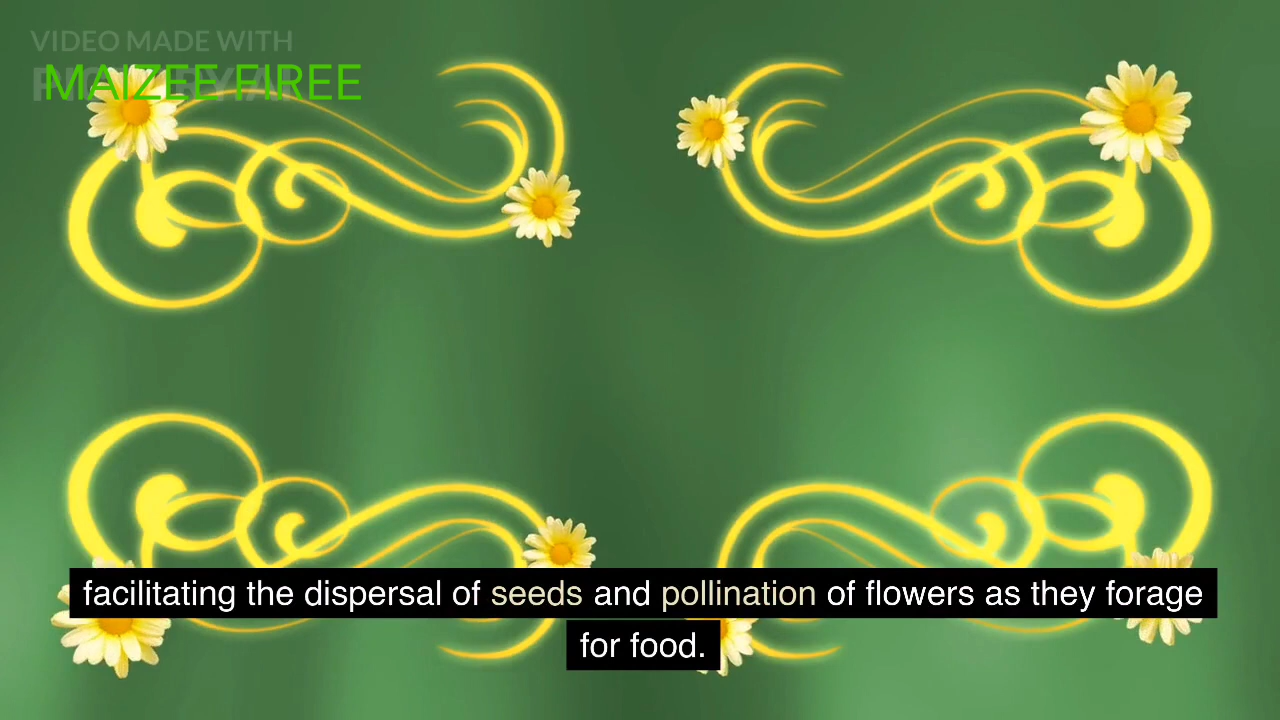 VIDEO MADE WITH
MAIZEE FIREE
facilitating the dispersal of seeds and pollination of flowers as they forage
for food.